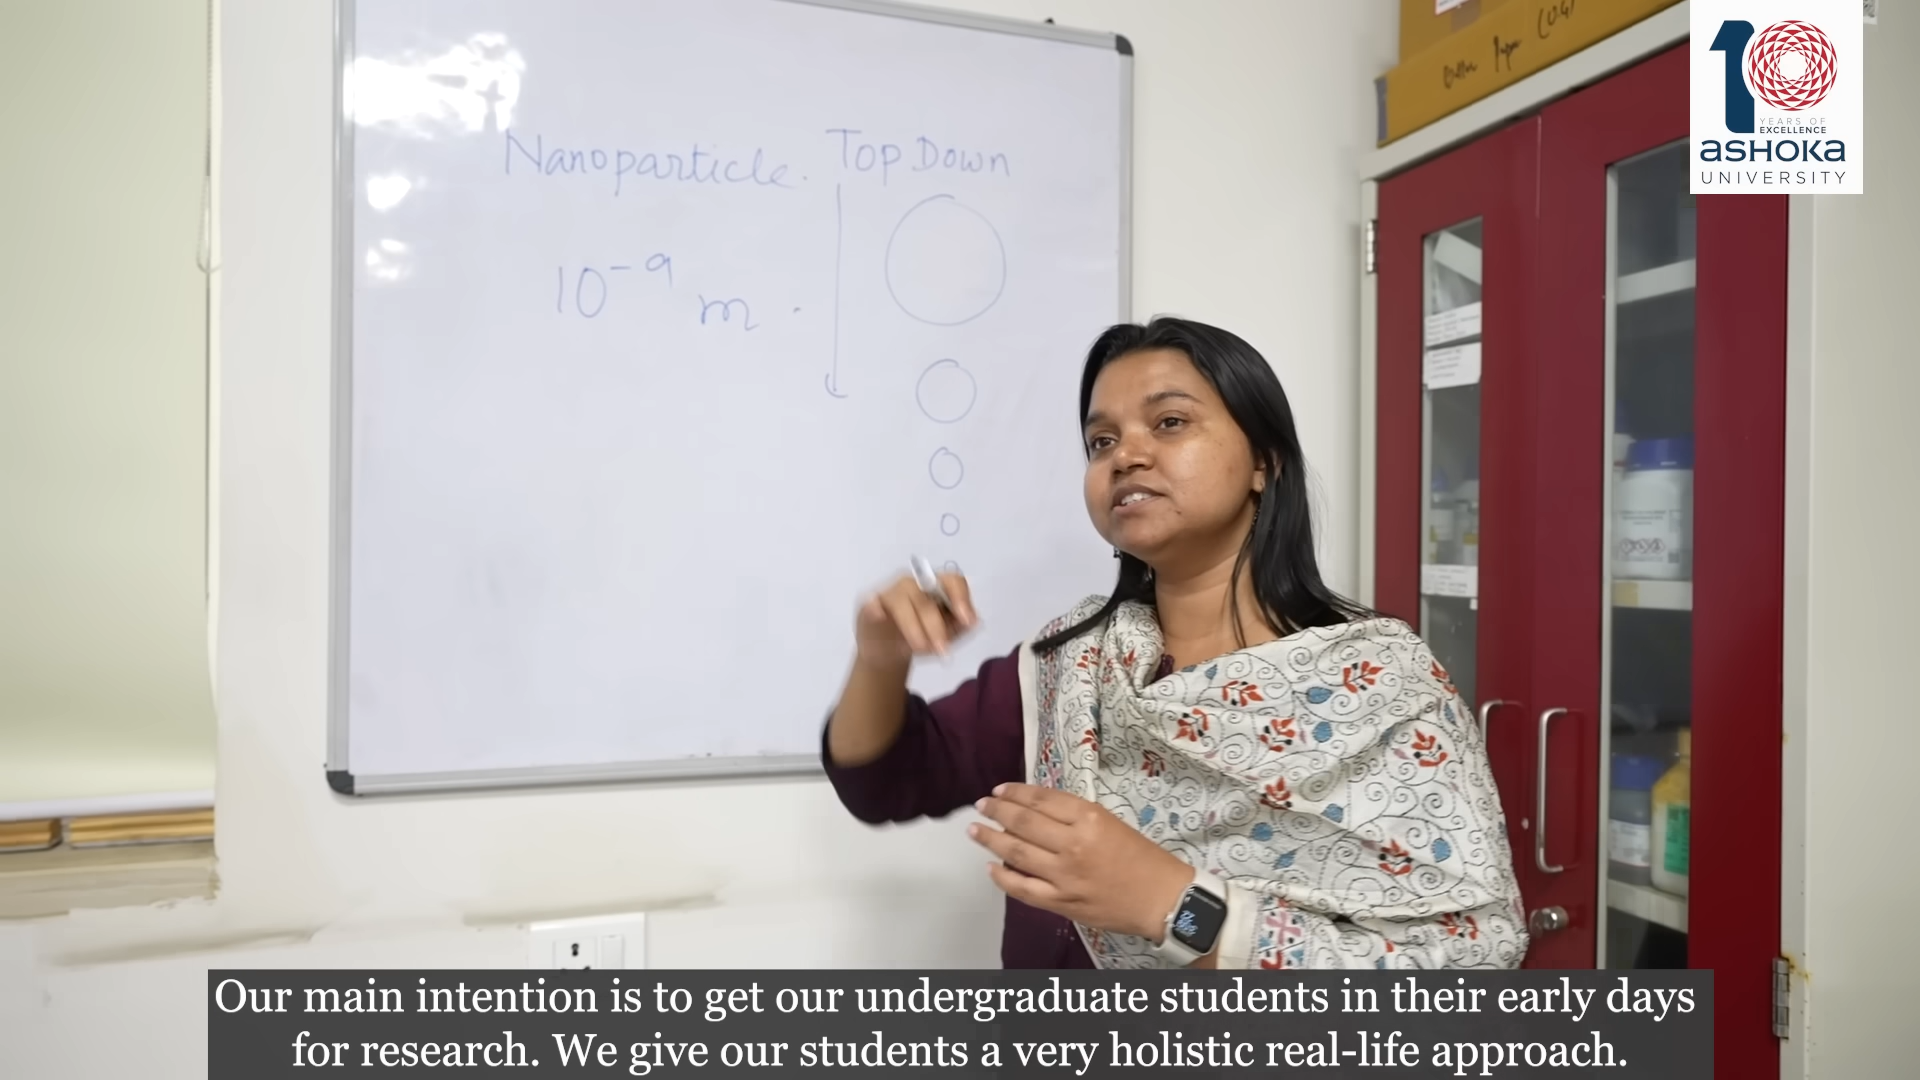 Nanoparticle. Top Down
10⁻⁹ m.
10
YEARS OF
EXCELLENCE
ASHOKA
UNIVERSITY
Our main intention is to get our undergraduate students in their early days
for research. We give our students a very holistic real-life approach.